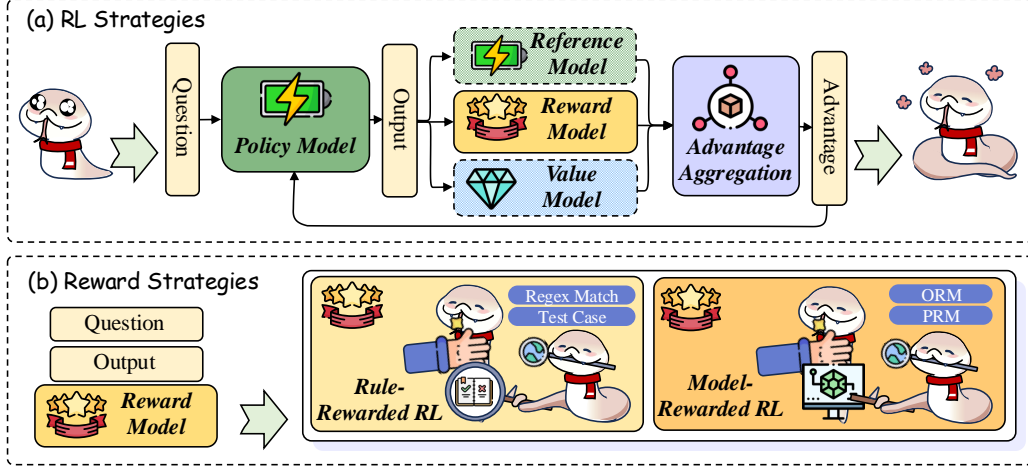 (a) RL Strategies
Question
Policy Model
Output
Reference
Model
Reward
Model
Value
Model
Advantage
Aggregation
Advantage
(b) Reward Strategies
Question
Output
Reward
Model
Regex Match
Test Case
Rule-
Rewarded RL
ORM
PRM
Model-
Rewarded RL